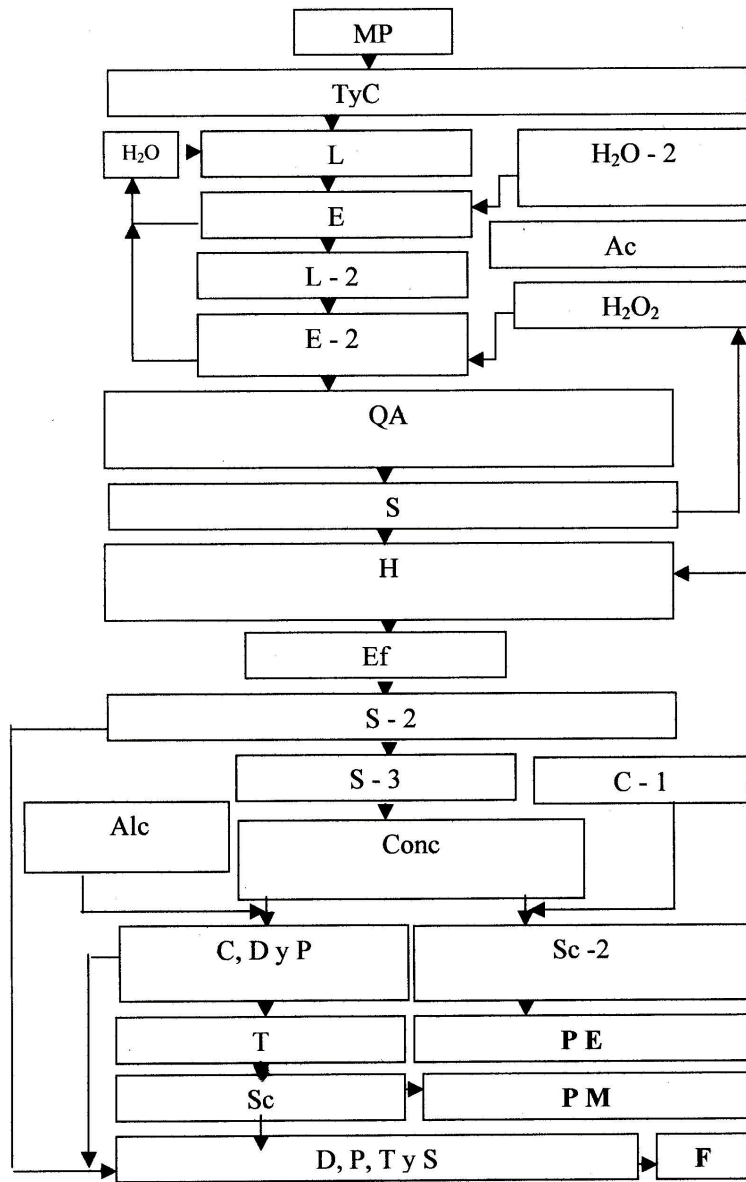 MP
TyC
H₂O
L
H₂O - 2
E
Ac
L - 2
H₂O₂
E - 2
QA
S
H
Ef
S - 2
S - 3
C - 1
Alc
Conc
C, D y P
Sc -2
T
P E
Sc
P M
D, P, T y S
F